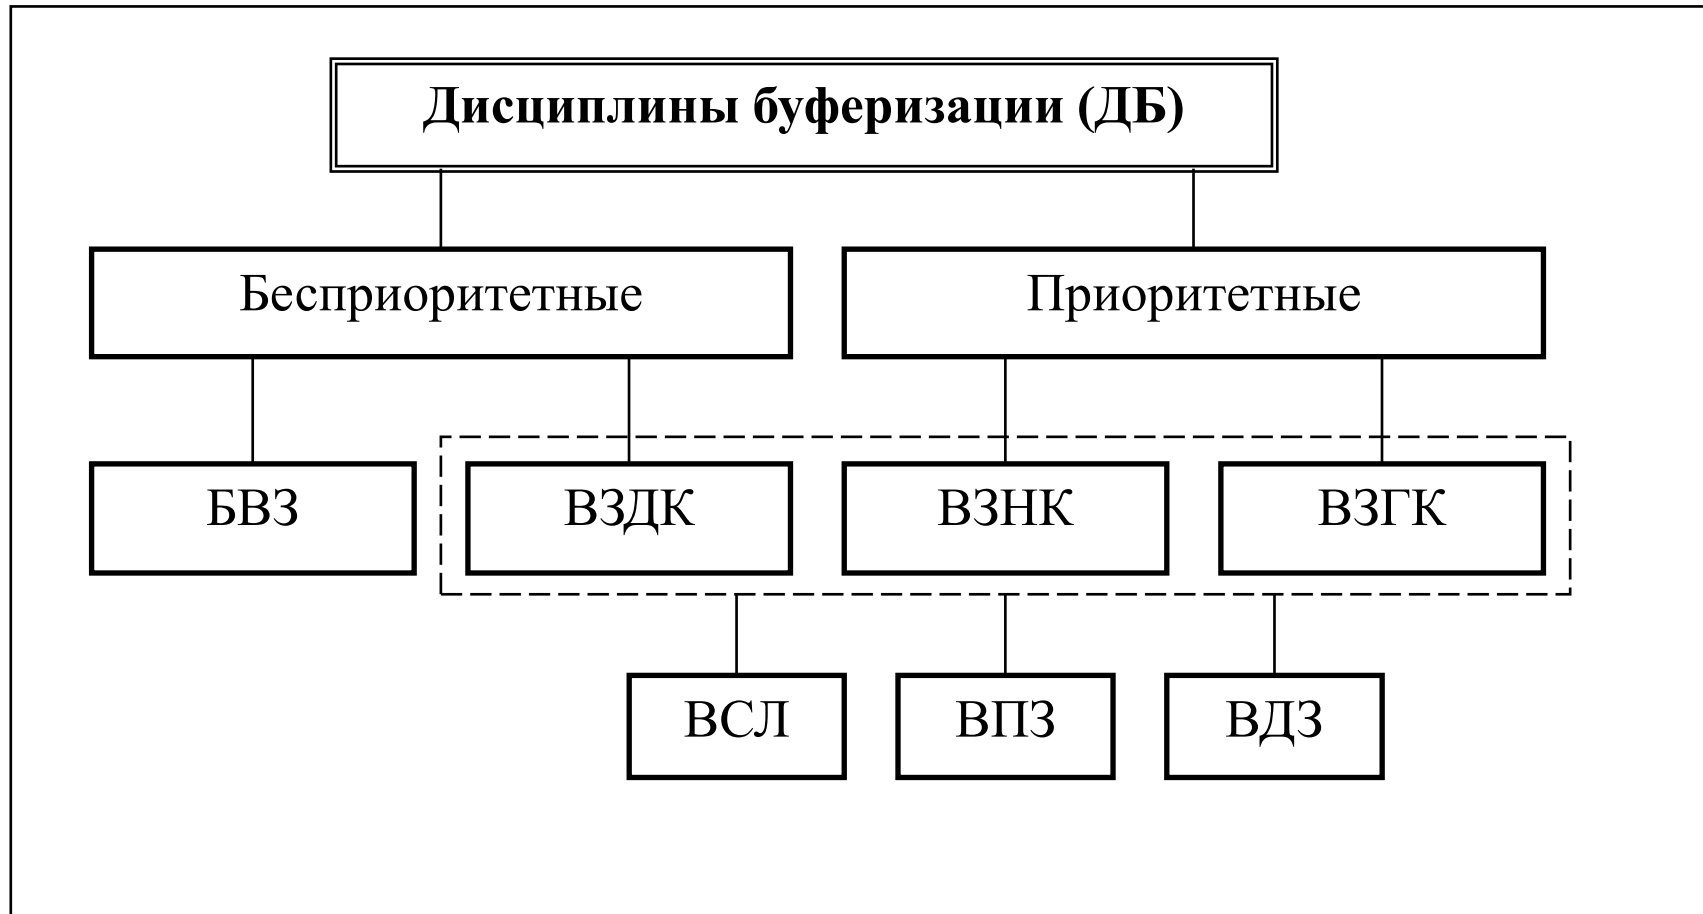 Дисциплины буферизации (ДБ)
Бесприоритетные
Приоритетные
БВЗ
ВЗДК
ВЗНК
ВЗГК
ВСЛ
ВПЗ
ВДЗ